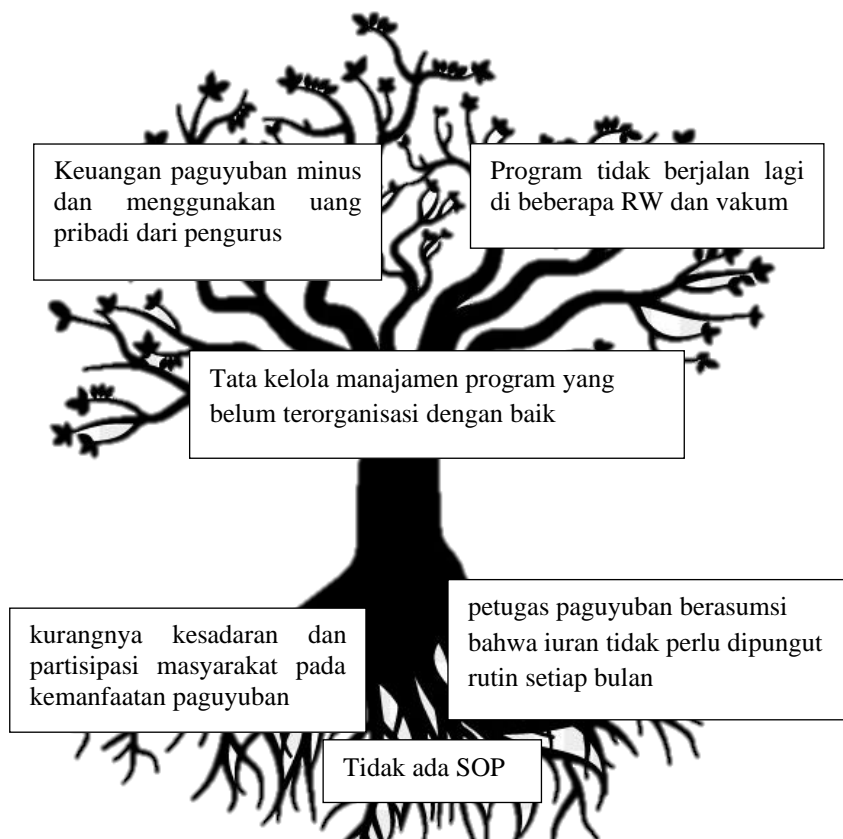 Keuangan paguyuban minus
dan menggunakan uang
pribadi dari pengurus
Program tidak berjalan lagi
di beberapa RW dan vakum
Tata kelola manajamen program yang
belum terorganisasi dengan baik
kurangnya kesadaran dan
partisipasi masyarakat pada
kemanfaatan paguyuban
petugas paguyuban berasumsi
bahwa iuran tidak perlu dipungut
rutin setiap bulan
Tidak ada SOP